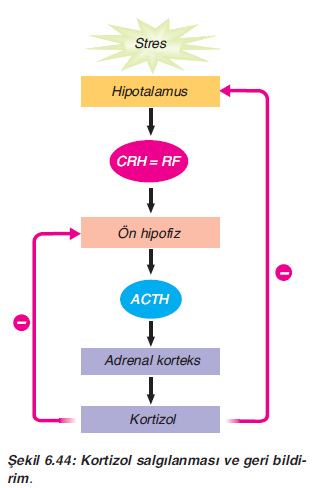 Stres
Hipotalamus
CRH = RF
Ön hipofiz
ACTH
Adrenal korteks
Kortizol
Şekil 6.44: Kortizol salgılanması ve geri bildi-
rim.